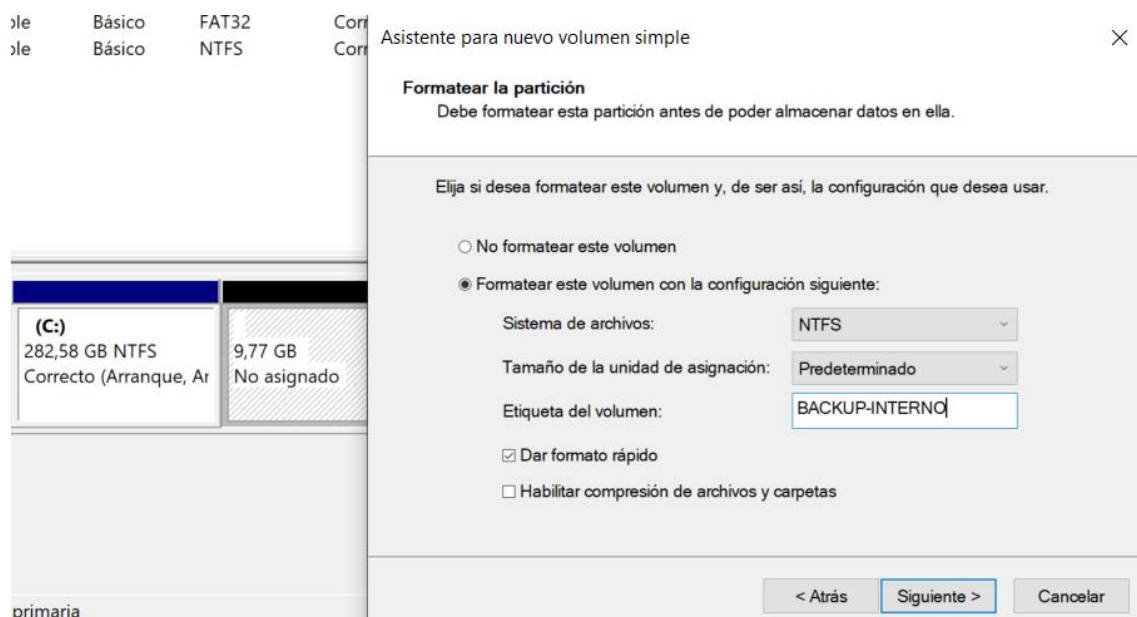 ble Básico FAT32 Corr
ble Básico NTFS Corr
Asistente para nuevo volumen simple
Formatear la partición
Debe formatear esta partición antes de poder almacenar datos en ella.
Elija si desea formatear este volumen y, de ser así, la configuración que desea usar.
No formatear este volumen
Formatear este volumen con la configuración siguiente:
Sistema de archivos: NTFS
Tamaño de la unidad de asignación: Predeterminado
Etiqueta del volumen: BACKUP-INTERNO
Dar formato rápido
Habilitar compresión de archivos y carpetas
(C:)
282,58 GB NTFS
Correcto (Arranque, Ar
9,77 GB
No asignado
< Atrás Siguiente > Cancelar
primaria